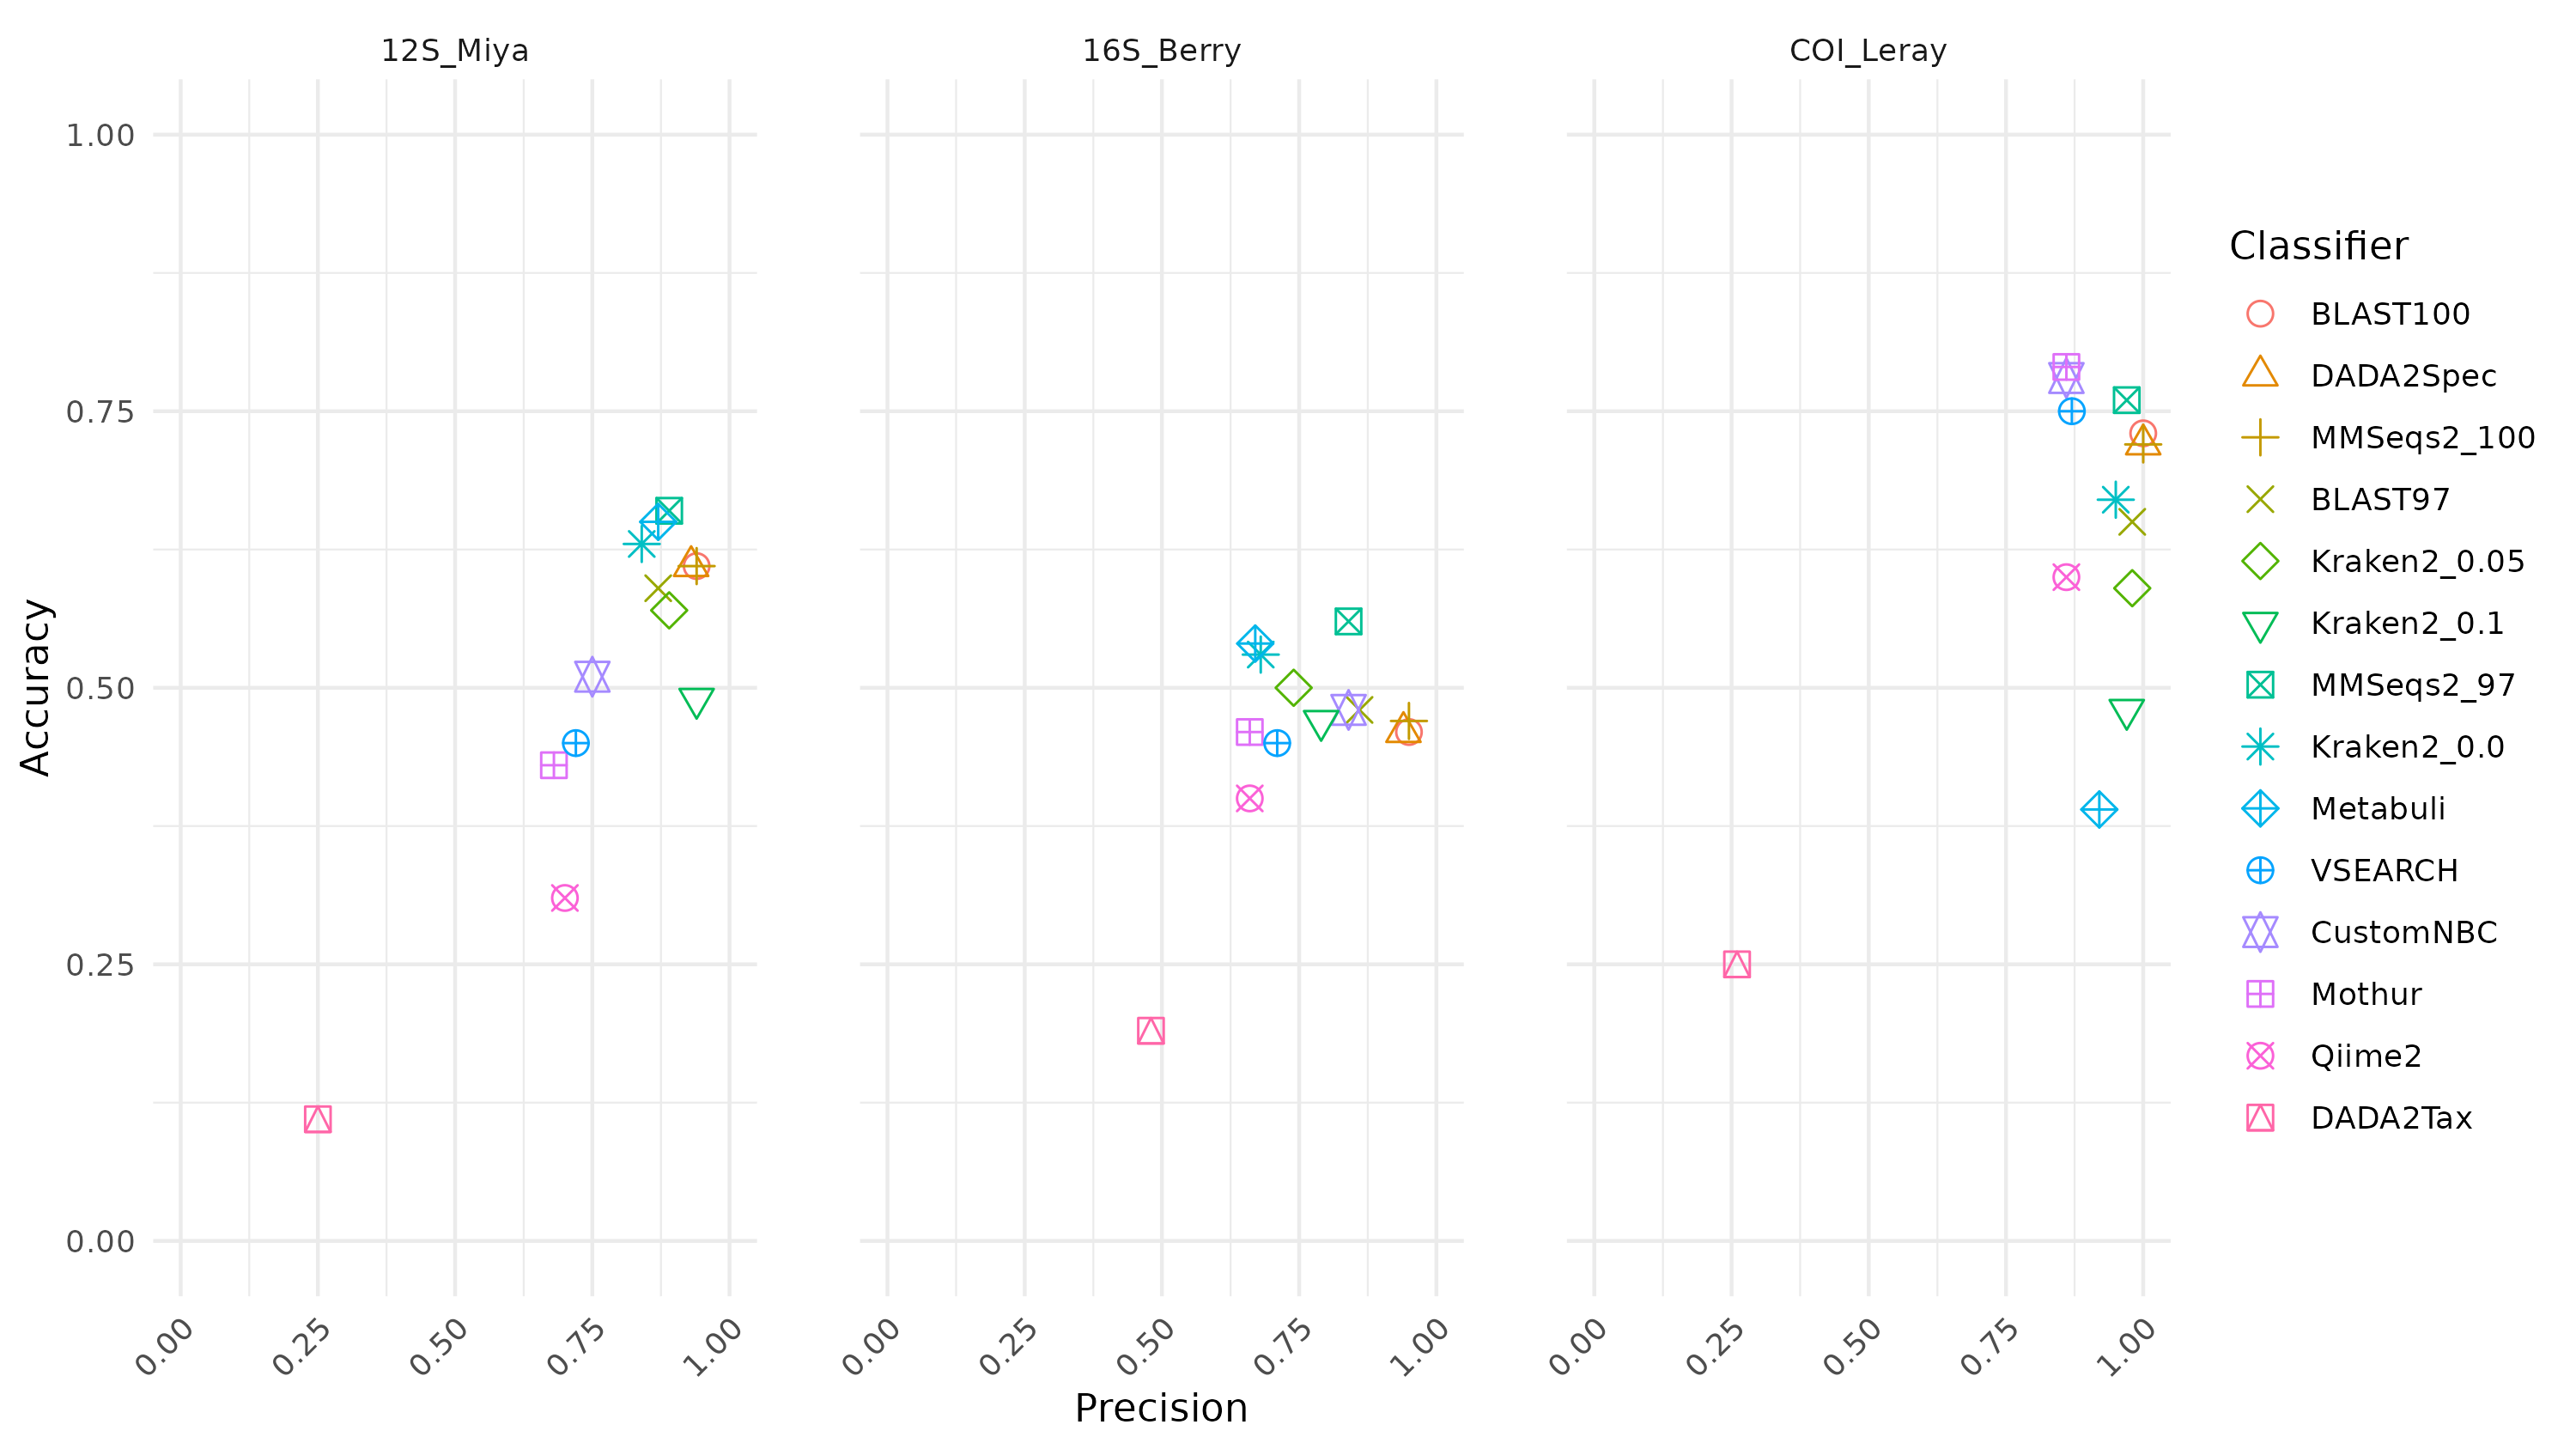 12S_Miya
16S_Berry
COI_Leray
1.00
0.75
0.50
0.25
0.00
Accuracy
0.00 0.25 0.50 0.75 1.00
0.00 0.25 0.50 0.75 1.00
0.00 0.25 0.50 0.75 1.00
Precision
Classifier
BLAST100
DADA2Spec
MMSeqs2_100
BLAST97
Kraken2_0.05
Kraken2_0.1
MMSeqs2_97
Kraken2_0.0
Metabuli
VSEARCH
CustomNBC
Mothur
Qiime2
DADA2Tax